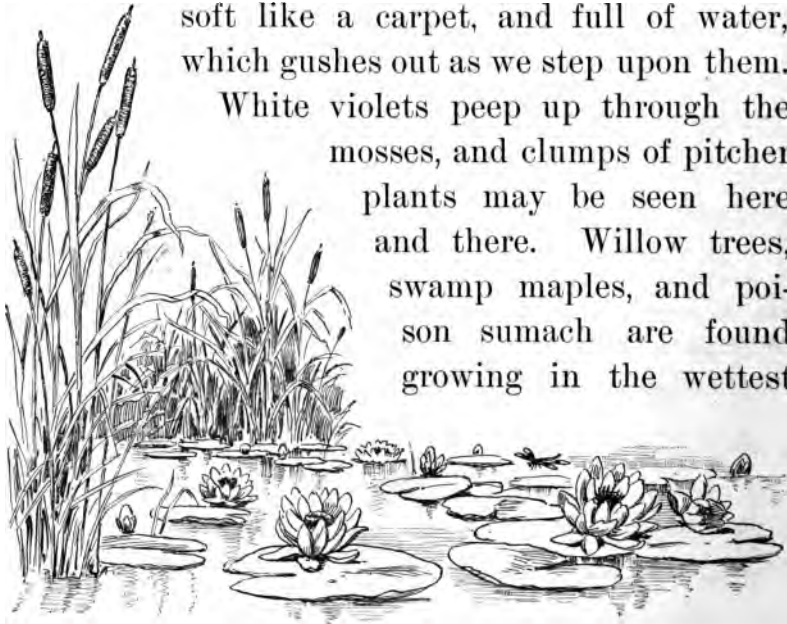 soft like a carpet, and full of water,
which gushes out as we step upon them.
White violets peep up through the
mosses, and clumps of pitcher
plants may be seen here
and there. Willow trees,
swamp maples, and poi-
son sumach are found
growing in the wettest